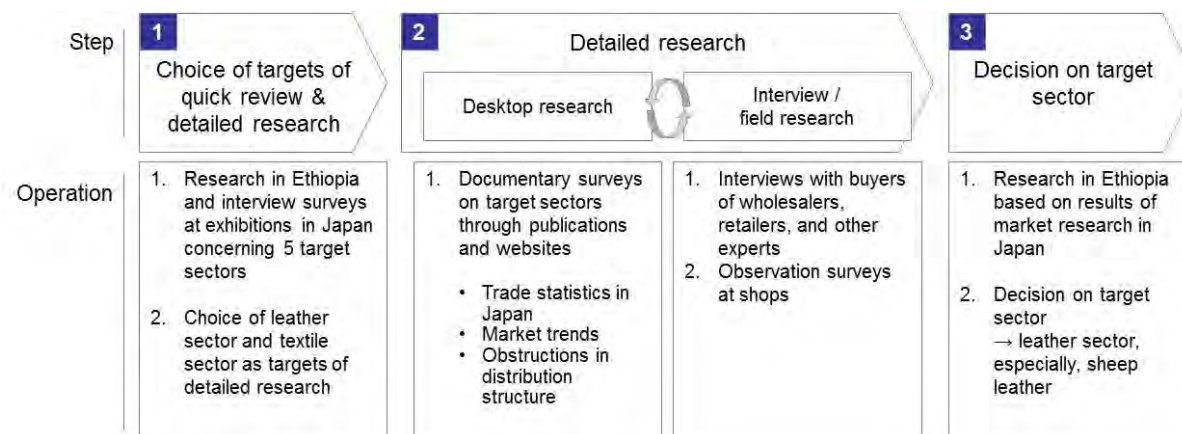 Step
1
Choice of targets of
quick review &
detailed research
2
Detailed research
Desktop research
Interview /
field research
3
Decision on target
sector
Operation
1. Research in Ethiopia
and interview surveys
at exhibitions in Japan
concerning 5 target
sectors
2. Choice of leather
sector and textile
sector as targets of
detailed research
1. Documentary surveys
on target sectors
through publications
and websites
• Trade statistics in
Japan
• Market trends
• Obstructions in
distribution
structure
1. Interviews with buyers
of wholesalers,
retailers, and other
experts
2. Observation surveys
at shops
1. Research in Ethiopia
based on results of
market research in
Japan
2. Decision on target
sector
→ leather sector,
especially, sheep
leather